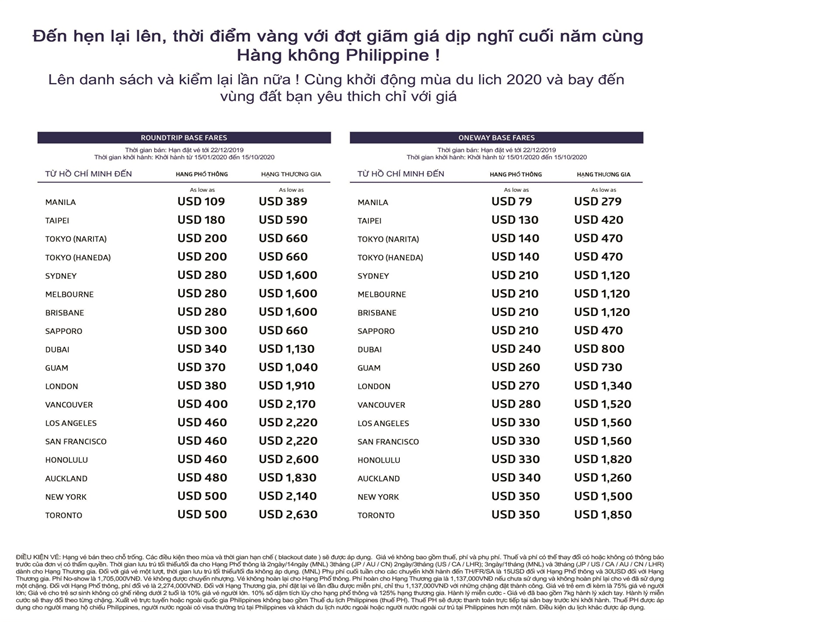 Đến hẹn lại lên, thời điểm vàng với đợt giãm giá dịp nghĩ cuối năm cùng
Hàng không Philippine !
Lên danh sách và kiểm lại lần nữa ! Cùng khởi động mùa du lich 2020 và bay đến
vùng đất bạn yêu thich chỉ với giá
ROUNDTRIP BASE FARES
Thời gian bán: Hạn đặt vé tới 22/12/2019
Thời gian khởi hành: Khởi hành từ 15/01/2020 đến 15/10/2020
TỪ HỒ CHÍ MINH ĐẾN HẠNG PHỔ THÔNG HẠNG THƯƠNG GIA
As low as As low as
MANILA USD 109 USD 389
TAIPEI USD 180 USD 590
TOKYO (NARITA) USD 200 USD 660
TOKYO (HANEDA) USD 200 USD 660
SYDNEY USD 280 USD 1,600
MELBOURNE USD 280 USD 1,600
BRISBANE USD 280 USD 1,600
SAPPORO USD 300 USD 660
DUBAI USD 340 USD 1,130
GUAM USD 370 USD 1,040
LONDON USD 380 USD 1,910
VANCOUVER USD 400 USD 2,170
LOS ANGELES USD 460 USD 2,220
SAN FRANCISCO USD 460 USD 2,220
HONOLULU USD 460 USD 2,600
AUCKLAND USD 480 USD 1,830
NEW YORK USD 500 USD 2,140
TORONTO USD 500 USD 2,630
ONEWAY BASE FARES
Thời gian bán: Hạn đặt vé tới 22/12/2019
Thời gian khởi hành: Khởi hành từ 15/01/2020 đến 15/10/2020
TỪ HỒ CHÍ MINH ĐẾN HẠNG PHỔ THÔNG HẠNG THƯƠNG GIA
As low as As low as
MANILA USD 79 USD 279
TAIPEI USD 130 USD 420
TOKYO (NARITA) USD 140 USD 470
TOKYO (HANEDA) USD 140 USD 470
SYDNEY USD 210 USD 1,120
MELBOURNE USD 210 USD 1,120
BRISBANE USD 210 USD 1,120
SAPPORO USD 210 USD 470
DUBAI USD 240 USD 800
GUAM USD 260 USD 730
LONDON USD 270 USD 1,340
VANCOUVER USD 280 USD 1,520
LOS ANGELES USD 330 USD 1,560
SAN FRANCISCO USD 330 USD 1,560
HONOLULU USD 330 USD 1,820
AUCKLAND USD 340 USD 1,260
NEW YORK USD 350 USD 1,500
TORONTO USD 350 USD 1,850
ĐIỀU KIỆN VÉ: Hạng vé bán theo chỗ trống. Các điều kiện theo mùa và thời gian hạn chế ( blackout date ) sẽ được áp dụng. Giá vé không bao gồm thuế, phí và phụ phí. Thuế và phí có thể thay đổi có hoặc không có thông báo
trước của đơn vị có thẩm quyền. Thời gian lưu trú tối thiểu/tối đa cho Hạng Phổ thông là 2ngày/14ngày (MNL) 3tháng (JP / AU / CN) 2ngày/3tháng (US / CA / LHR); 3ngày/1tháng (MNL) và 3tháng (JP / US / CA / AU / CN / LHR)
dành cho Hạng Thương gia. Đối với giá vé một lượt, thời gian lưu trú tối thiểu/tối đa không áp dụng. (MNL) Phụ phí cuối tuần cho các chuyến khởi hành đến TH/FR/SA là 15USD đối với Hạng Phổ thông và 30USD đối với Hạng
Thương gia. Phí No-show là 1,705,000VNĐ. Vé không được chuyển nhượng. Vé không hoàn lại cho Hạng Phổ thông. Phí hoàn cho Hạng Thương gia là 1,137,000VNĐ nếu chưa sử dụng và không hoàn phí lại cho vé đã sử dụng
một chặng. Đối với Hạng Phổ thông, phí đổi vé là 2,274,000VNĐ. Đối với Hạng Thương gia, phí đặt lại vé lần đầu được miễn phí, chỉ thu 1,137,000VNĐ với những chặng đặt thành công. Giá vé trẻ em đi kèm là 75% giá vé người
lớn; Giá vé cho trẻ sơ sinh không có ghế riêng dưới 2 tuổi là 10% giá vé người lớn. 10% số dặm tích lũy cho hạng phổ thông và 125% hạng thương gia. Hành lý miễn cước - Giá vé đã bao gồm 7kg hành lý xách tay. Hành lý miễn
cước sẽ thay đổi theo từng chặng. Xuất vé trực tuyến hoặc ngoài quốc gia Philippines không bao gồm Thuế du lịch Philippines (thuế PH). Thuế PH sẽ được thanh toán trực tiếp tại sân bay trước khi khởi hành. Thuế PH được áp
dụng cho người mang hộ chiếu Philippines, người nước ngoài có visa thường trú tại Philippines và khách du lịch nước ngoài hoặc người nước ngoài cư trú tại Philippines hơn một năm. Điều kiện du lịch khác được áp dụng.